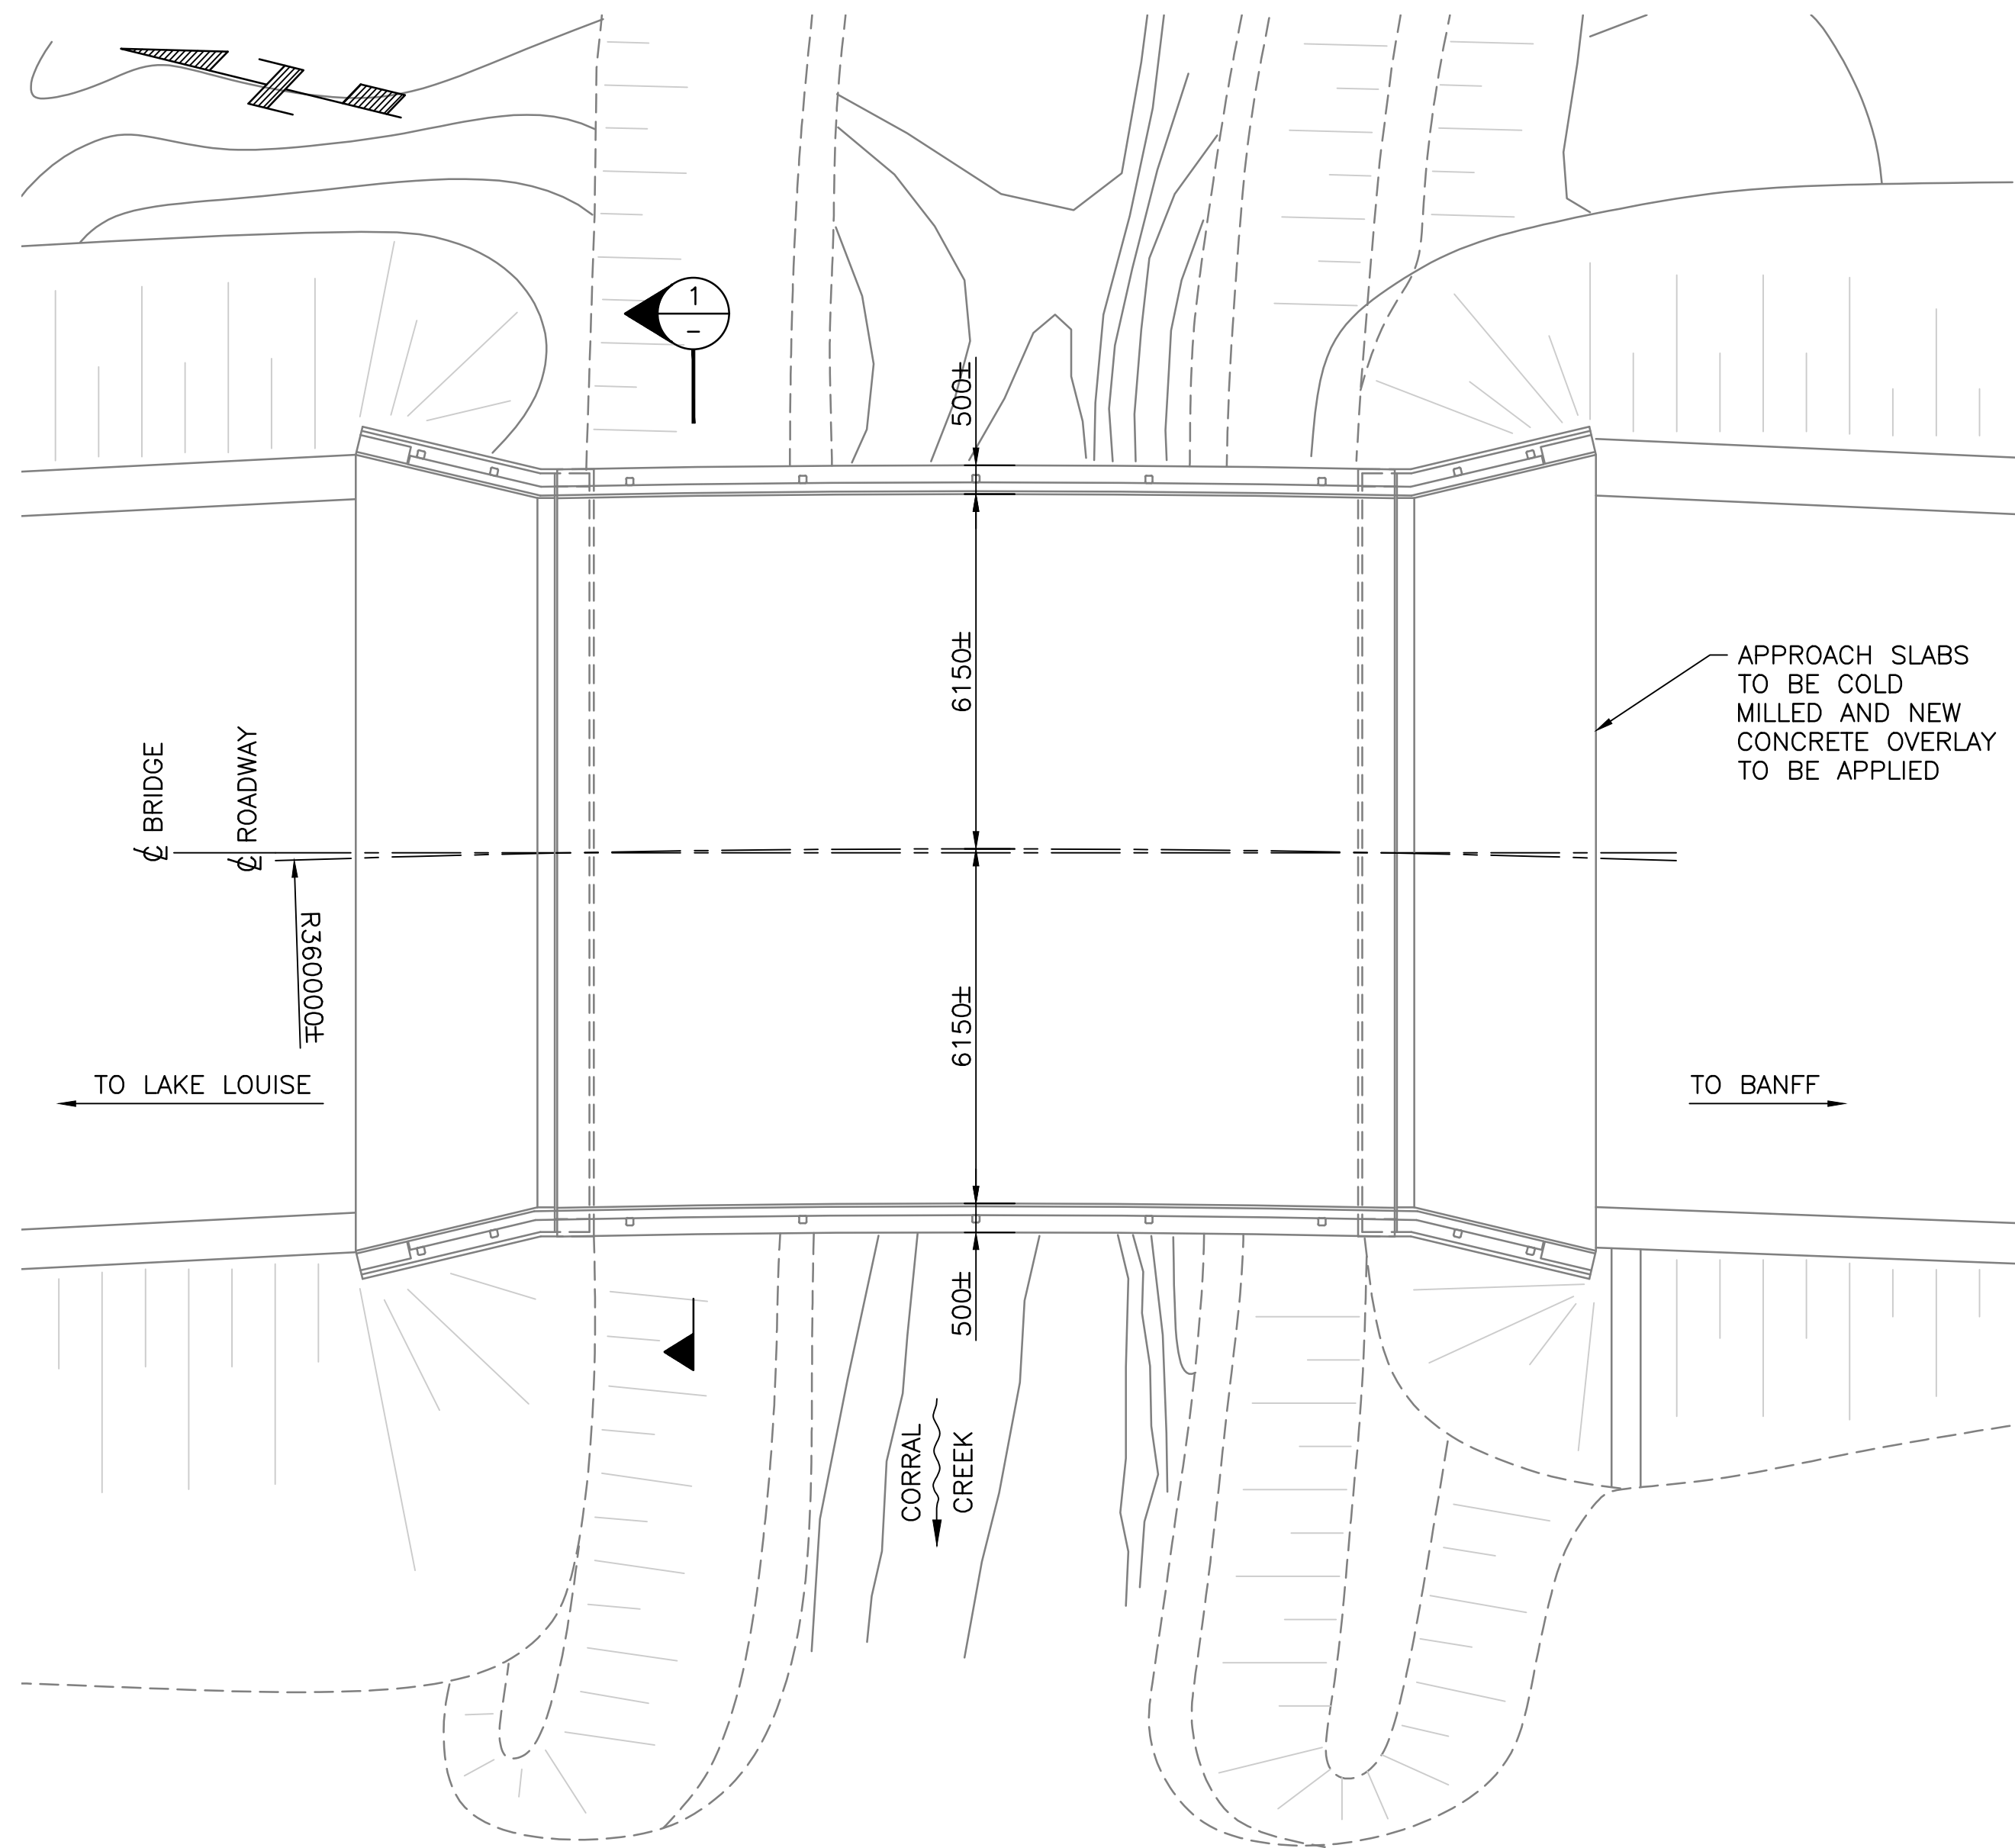 1
–
500±
6150±
APPROACH SLABS
TO BE COLD
MILLED AND NEW
CONCRETE OVERLAY
TO BE APPLIED
℄ BRIDGE
℄ ROADWAY
R360000±
6150±
TO LAKE LOUISE
TO BANFF
500±
CORRAL
CREEK